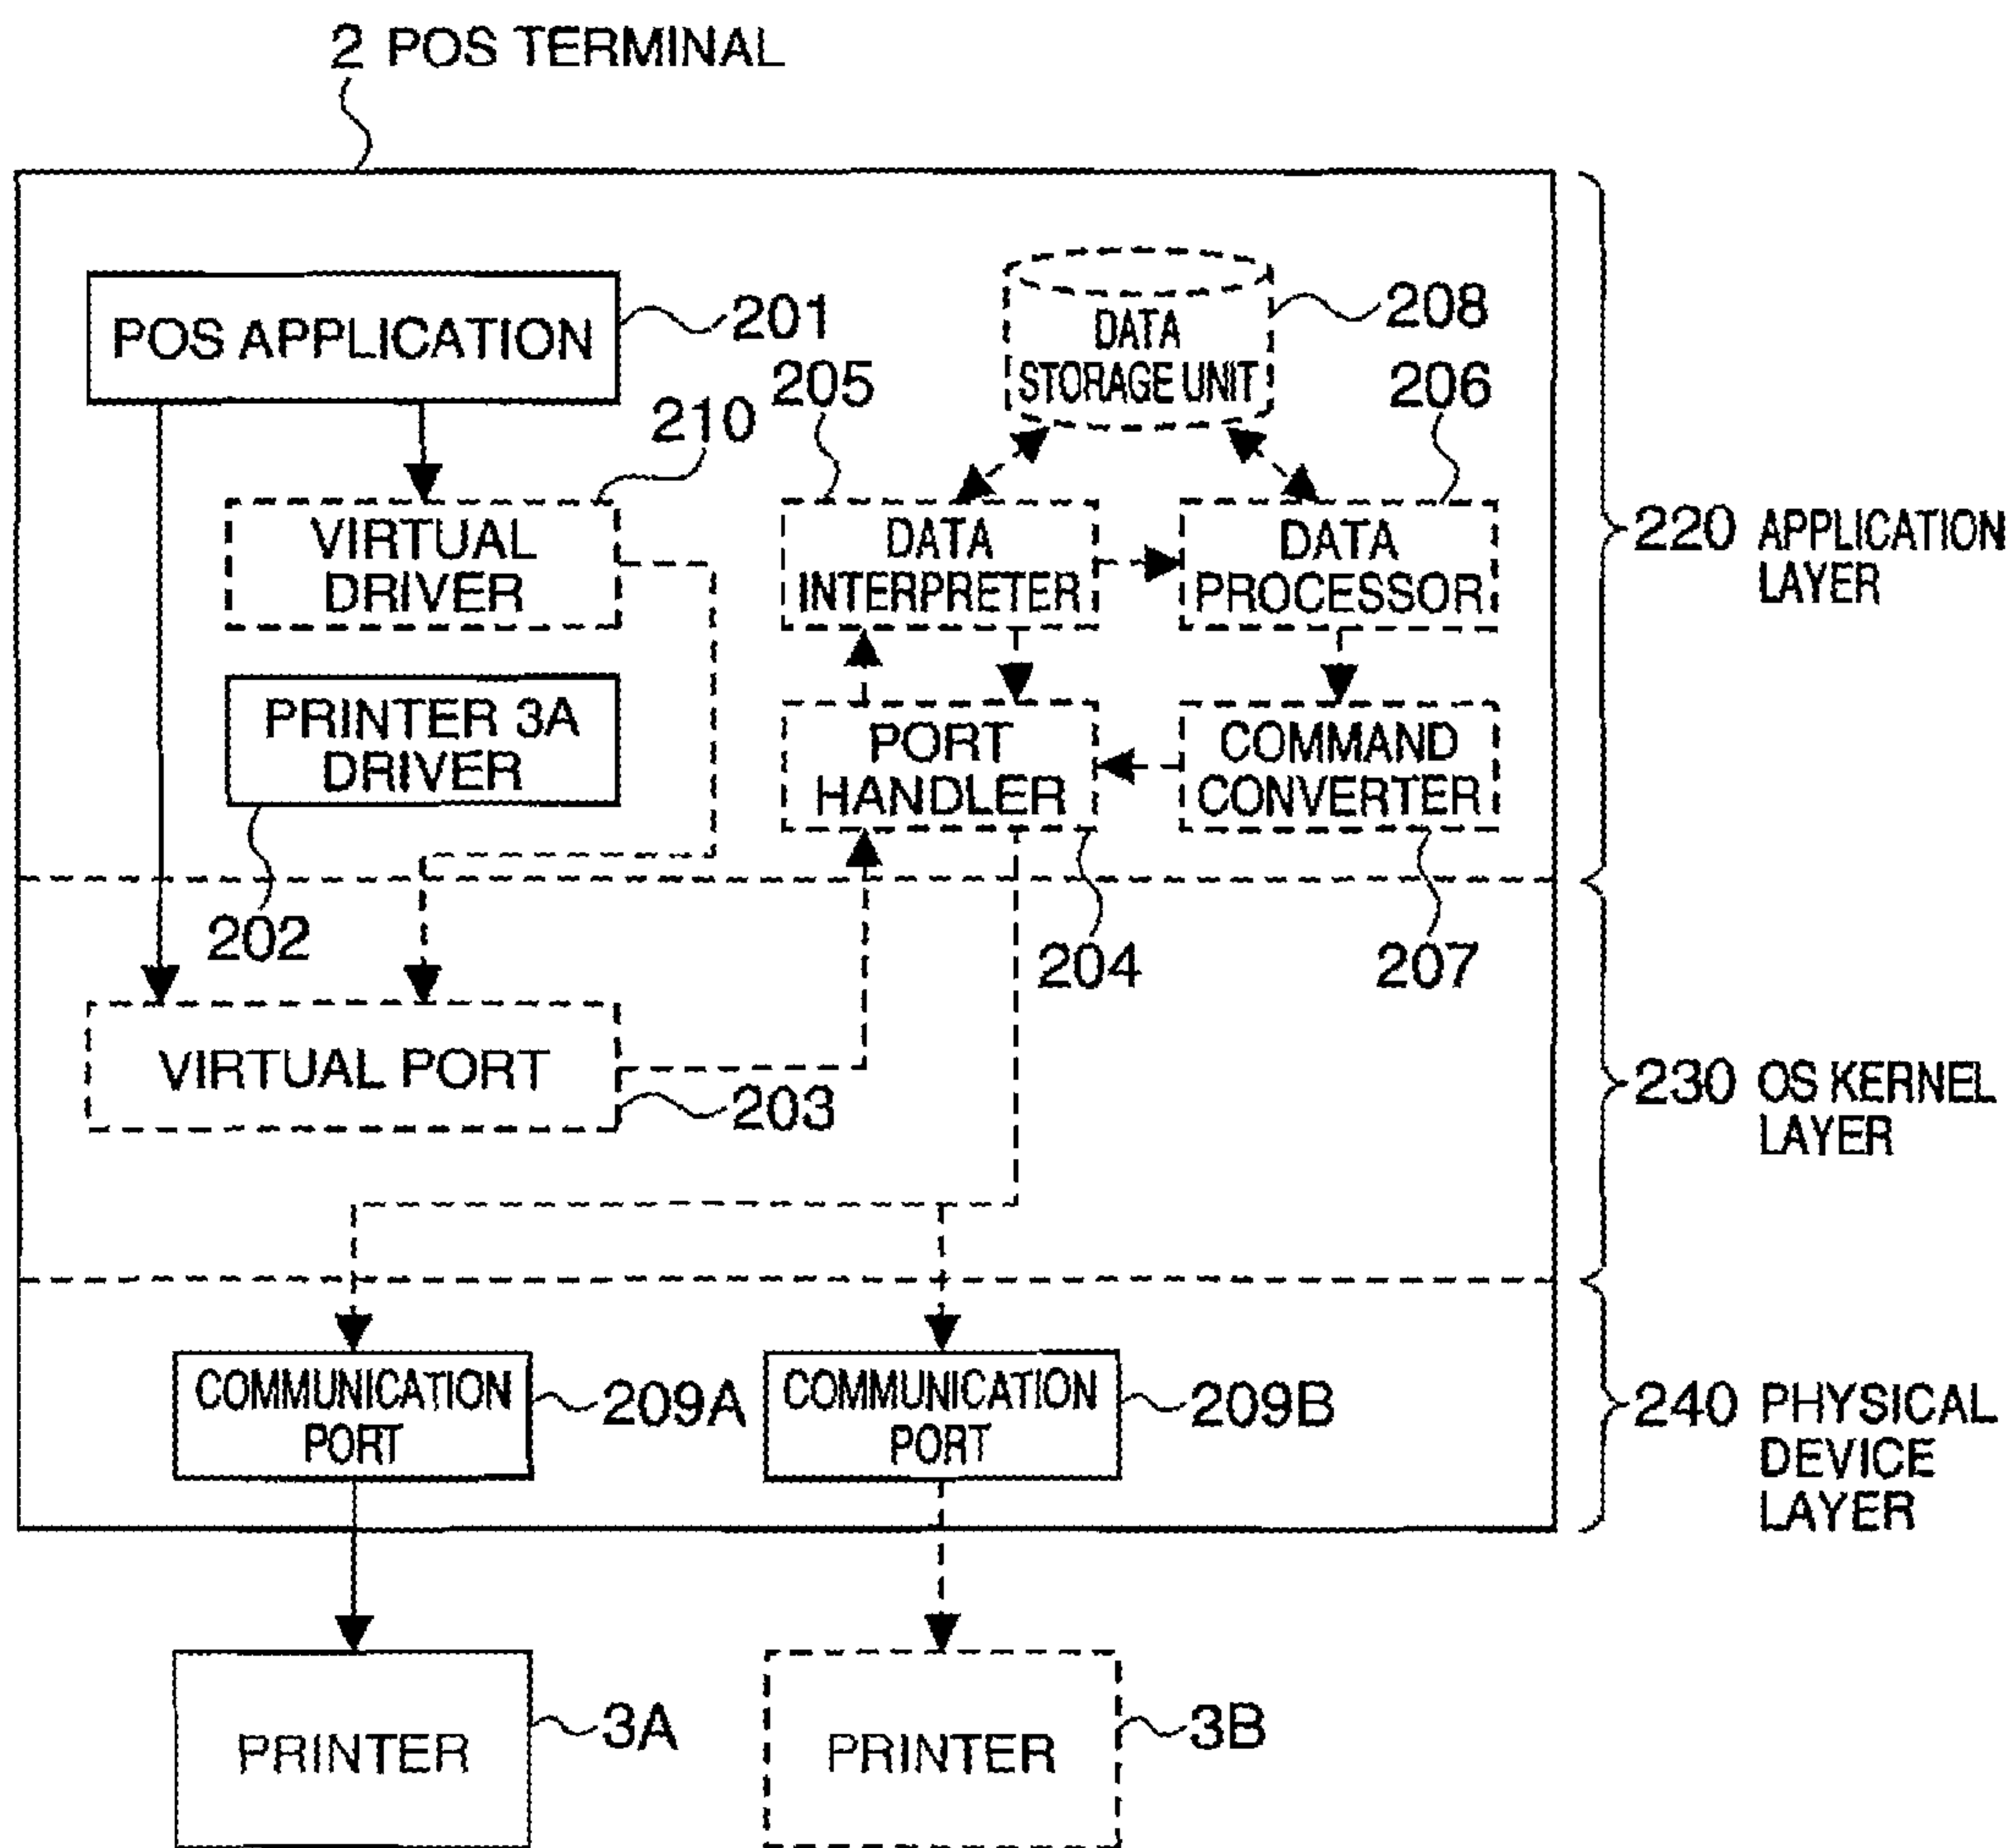 2 POS TERMINAL
POS APPLICATION
201
DATA
STORAGE UNIT
208
205
206
210
VIRTUAL
DRIVER
DATA
INTERPRETER
DATA
PROCESSOR
220 APPLICATION
LAYER
PRINTER 3A
DRIVER
PORT
HANDLER
COMMAND
CONVERTER
202
204
207
VIRTUAL PORT
203
230 OS KERNEL
LAYER
COMMUNICATION
PORT
209A
COMMUNICATION
PORT
209B
240 PHYSICAL
DEVICE
LAYER
PRINTER
3A
PRINTER
3B